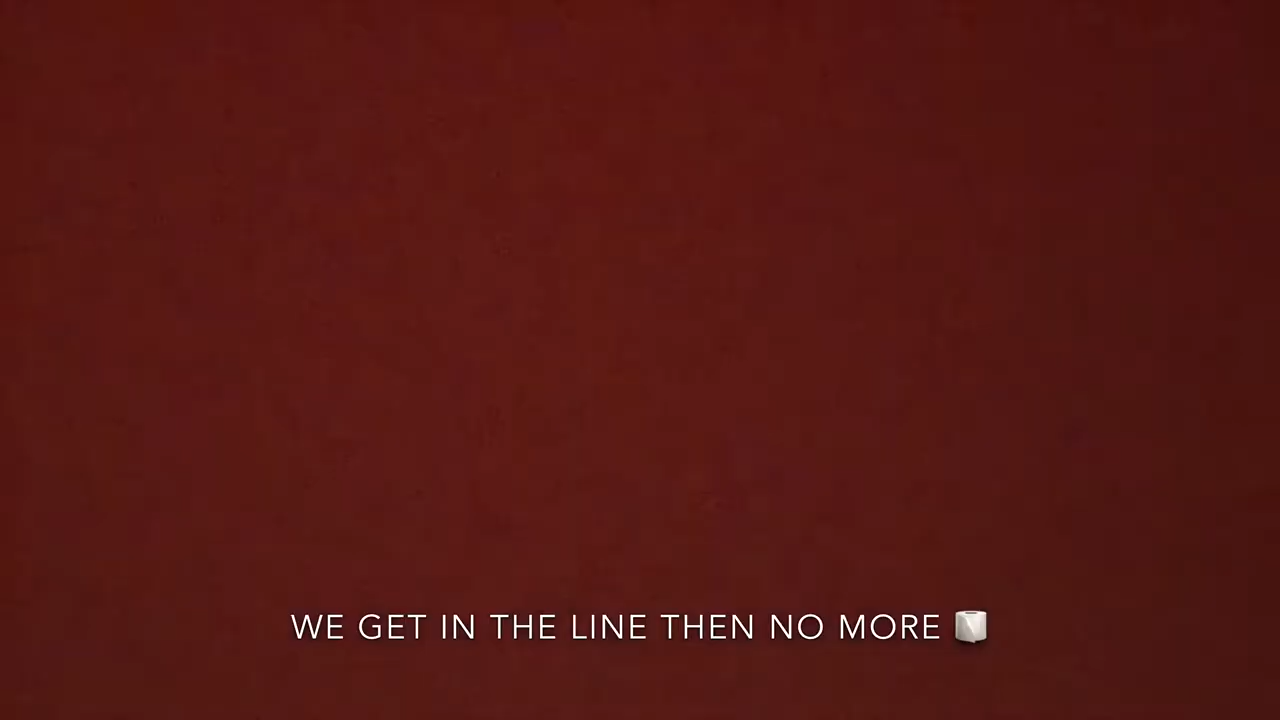 WE GET IN THE LINE THEN NO MORE 🧻